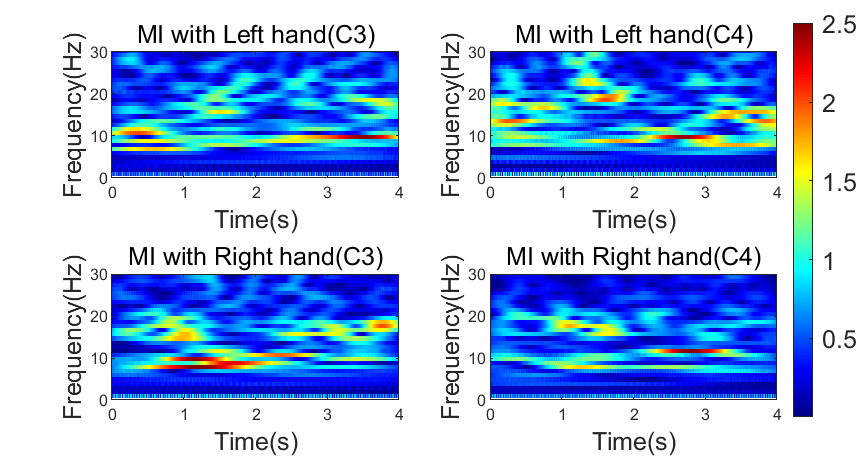 MI with Left hand(C3)
Frequency(Hz)
30
20
10
0
0 1 2 3 4
Time(s)
MI with Left hand(C4)
Frequency(Hz)
30
20
10
0
0 1 2 3 4
Time(s)
MI with Right hand(C3)
Frequency(Hz)
30
20
10
0
0 1 2 3 4
Time(s)
MI with Right hand(C4)
Frequency(Hz)
30
20
10
0
0 1 2 3 4
Time(s)
2.5
2
1.5
1
0.5